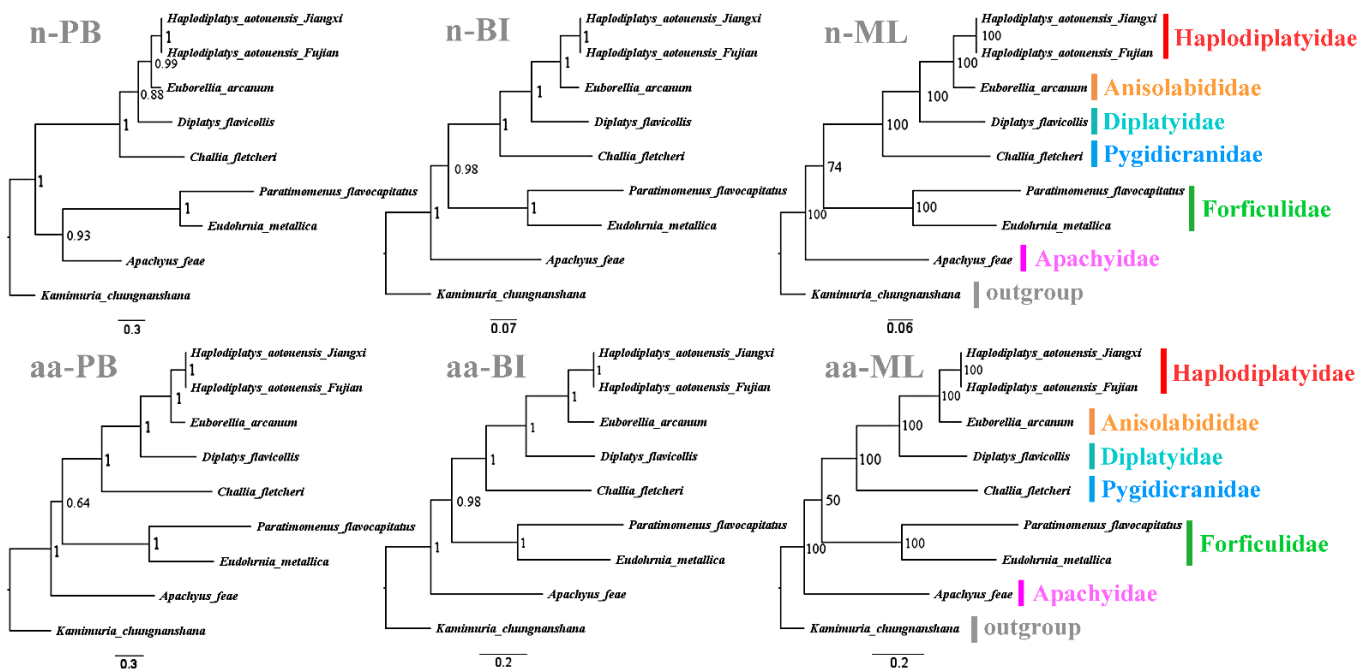 n-PB
Haplodiplatys_aotouensis_Jiangxi
1
Haplodiplatys_aotouensis_Fujian
0.99
Euborellia_arcanum
0.88
Diplatys_flavicollis
1
Challia_fletcheri
1
Paratimomenus_flavocapitatus
1
Eudohrnia_metallica
0.93
Apachyus_feae
Kamimuria_chungnanshana
0.3
n-BI
Haplodiplatys_aotouensis_Jiangxi
1
Haplodiplatys_aotouensis_Fujian
1
Euborellia_arcanum
1
Diplatys_flavicollis
1
Challia_fletcheri
0.98
Paratimomenus_flavocapitatus
1
Eudohrnia_metallica
1
Apachyus_feae
Kamimuria_chungnanshana
0.07
n-ML
Haplodiplatys_aotouensis_Jiangxi
100
Haplodiplatys_aotouensis_Fujian
Haplodiplatyidae
100
Euborellia_arcanum
Anisolabididae
100
Diplatys_flavicollis
Diplatyidae
100
Challia_fletcheri
Pygidicranidae
74
Paratimomenus_flavocapitatus
100
Eudohrnia_metallica
Forficulidae
100
Apachyus_feae
Apachyidae
Kamimuria_chungnanshana
outgroup
0.06
aa-PB
Haplodiplatys_aotouensis_Jiangxi
1
Haplodiplatys_aotouensis_Fujian
1
Euborellia_arcanum
1
Diplatys_flavicollis
1
Challia_fletcheri
0.64
Paratimomenus_flavocapitatus
1
Eudohrnia_metallica
1
Apachyus_feae
Kamimuria_chungnanshana
0.3
aa-BI
Haplodiplatys_aotouensis_Jiangxi
1
Haplodiplatys_aotouensis_Fujian
1
Euborellia_arcanum
1
Diplatys_flavicollis
1
Challia_fletcheri
0.98
Paratimomenus_flavocapitatus
1
Eudohrnia_metallica
1
Apachyus_feae
Kamimuria_chungnanshana
0.2
aa-ML
Haplodiplatys_aotouensis_Jiangxi
100
Haplodiplatys_aotouensis_Fujian
Haplodiplatyidae
100
Euborellia_arcanum
Anisolabididae
100
Diplatys_flavicollis
Diplatyidae
100
Challia_fletcheri
Pygidicranidae
50
Paratimomenus_flavocapitatus
100
Eudohrnia_metallica
Forficulidae
100
Apachyus_feae
Apachyidae
Kamimuria_chungnanshana
outgroup
0.2